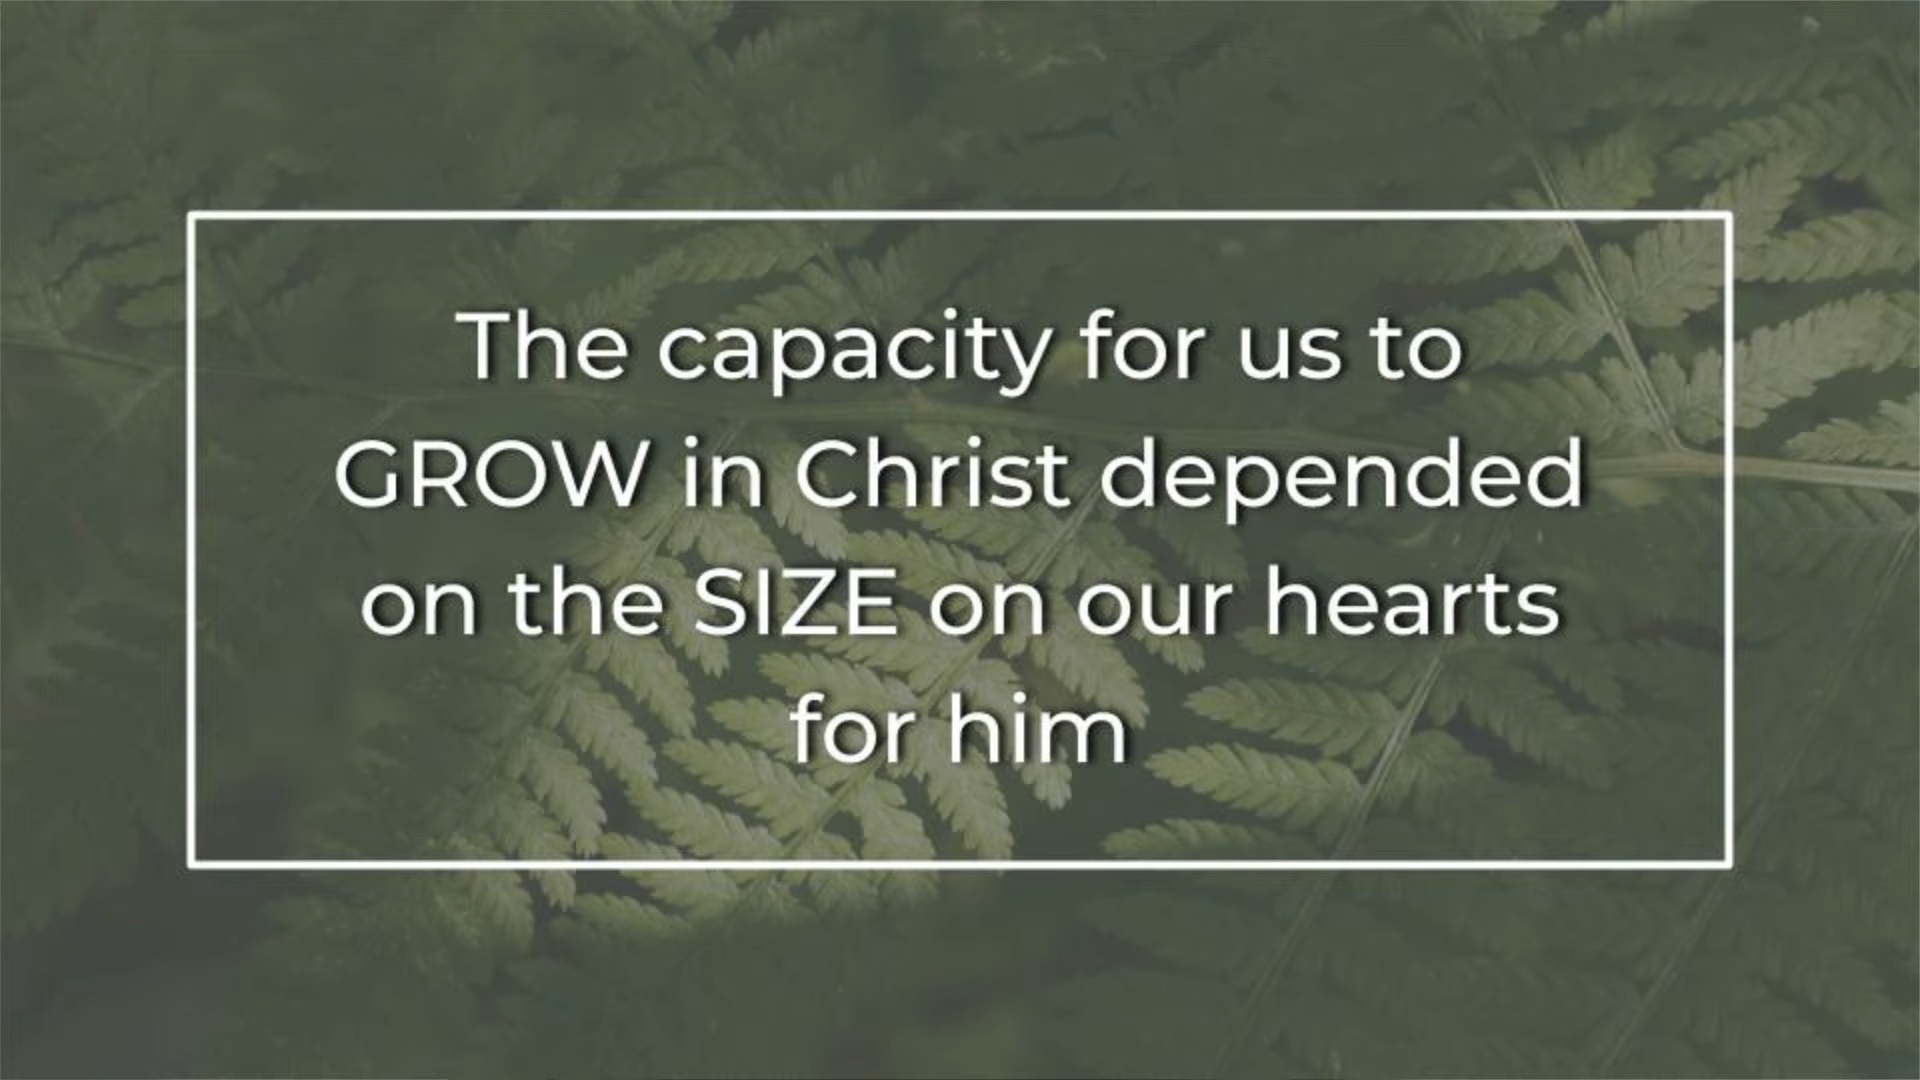 The capacity for us to
GROW in Christ depended
on the SIZE on our hearts
for him